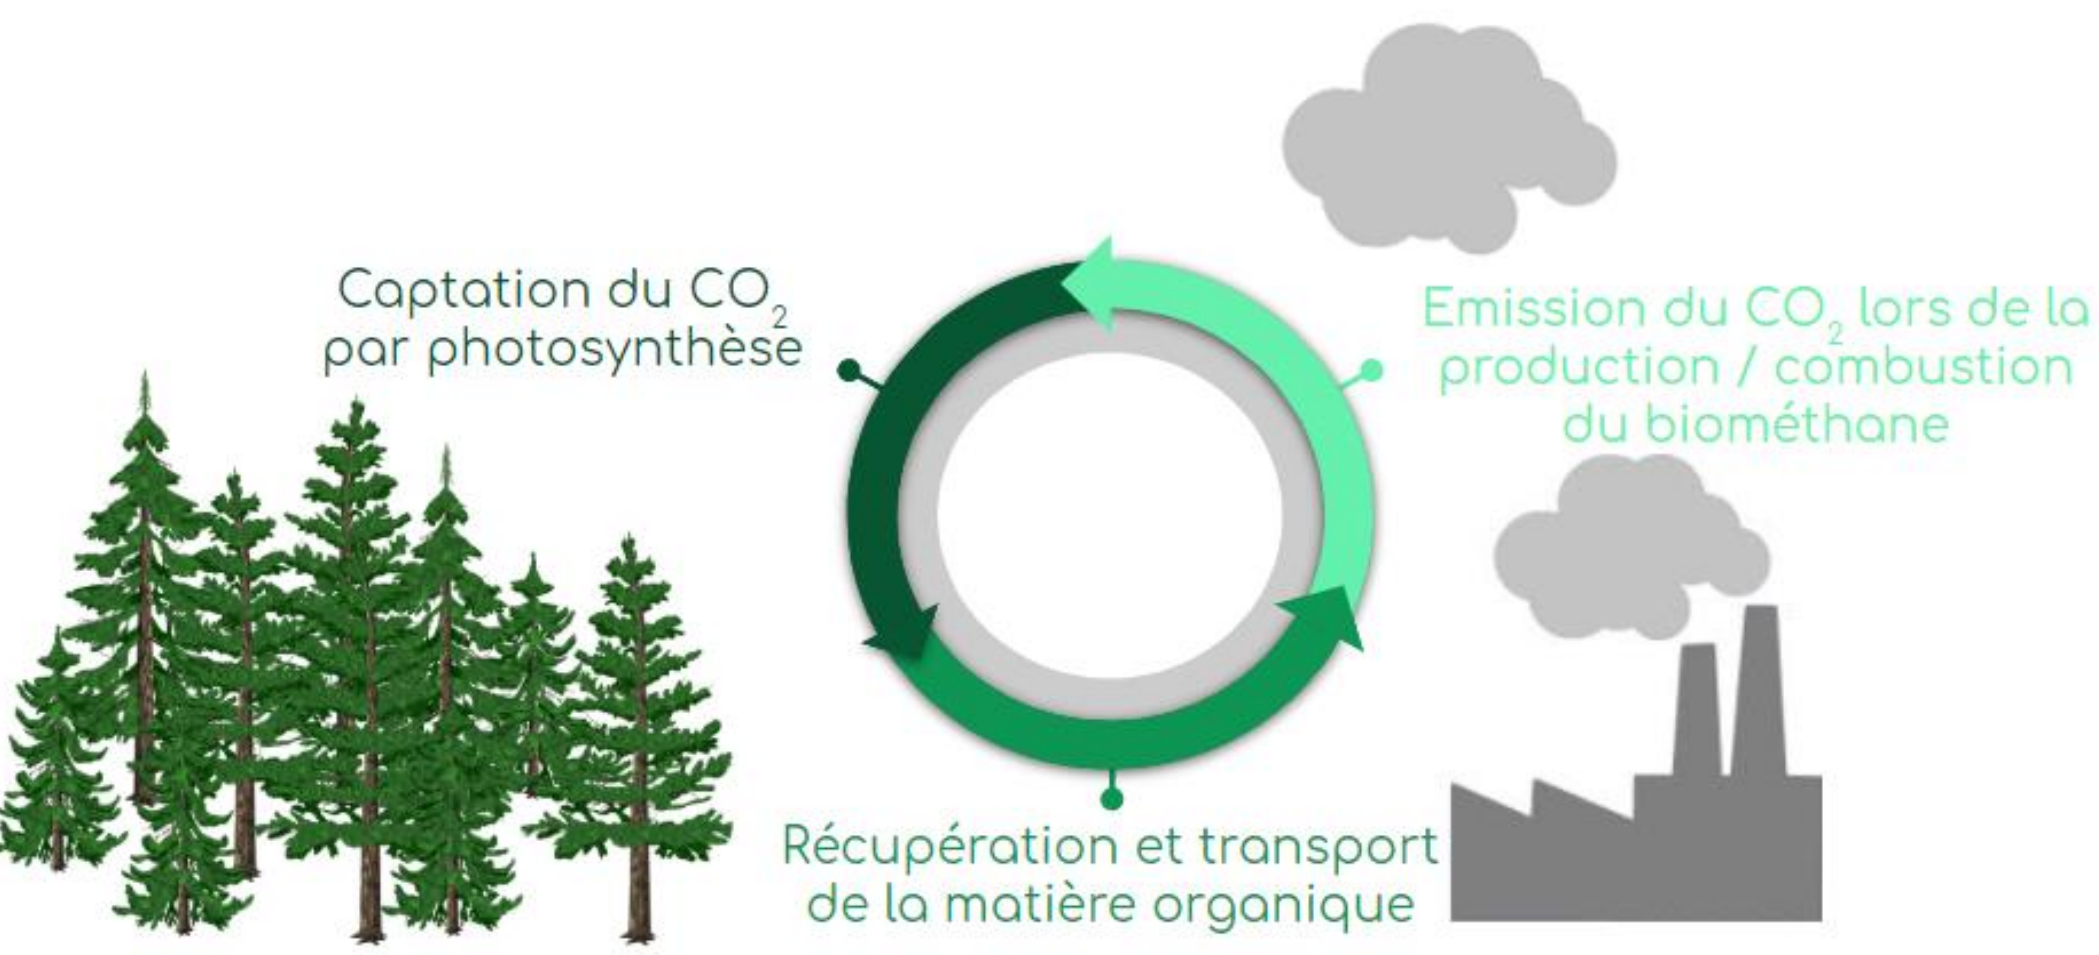 Captation du CO₂
par photosynthèse
Emission du CO₂ lors de la
production / combustion
du biométhane
Récupération et transport
de la matière organique